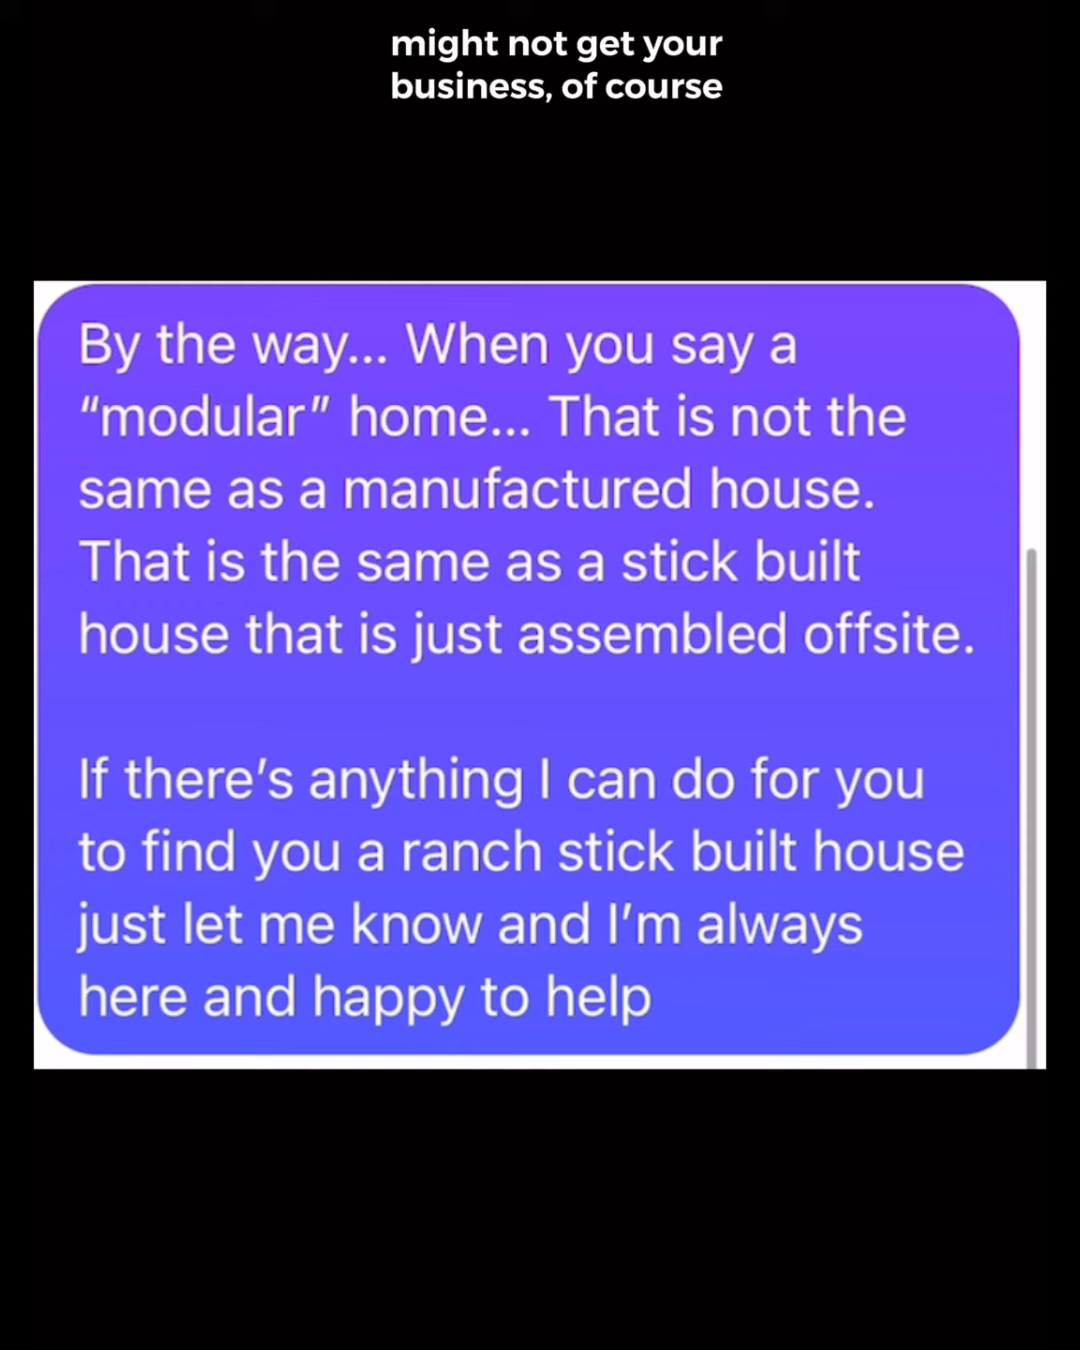 might not get your
business, of course
By the way... When you say a
“modular” home... That is not the
same as a manufactured house.
That is the same as a stick built
house that is just assembled offsite.
If there’s anything I can do for you
to find you a ranch stick built house
just let me know and I’m always
here and happy to help